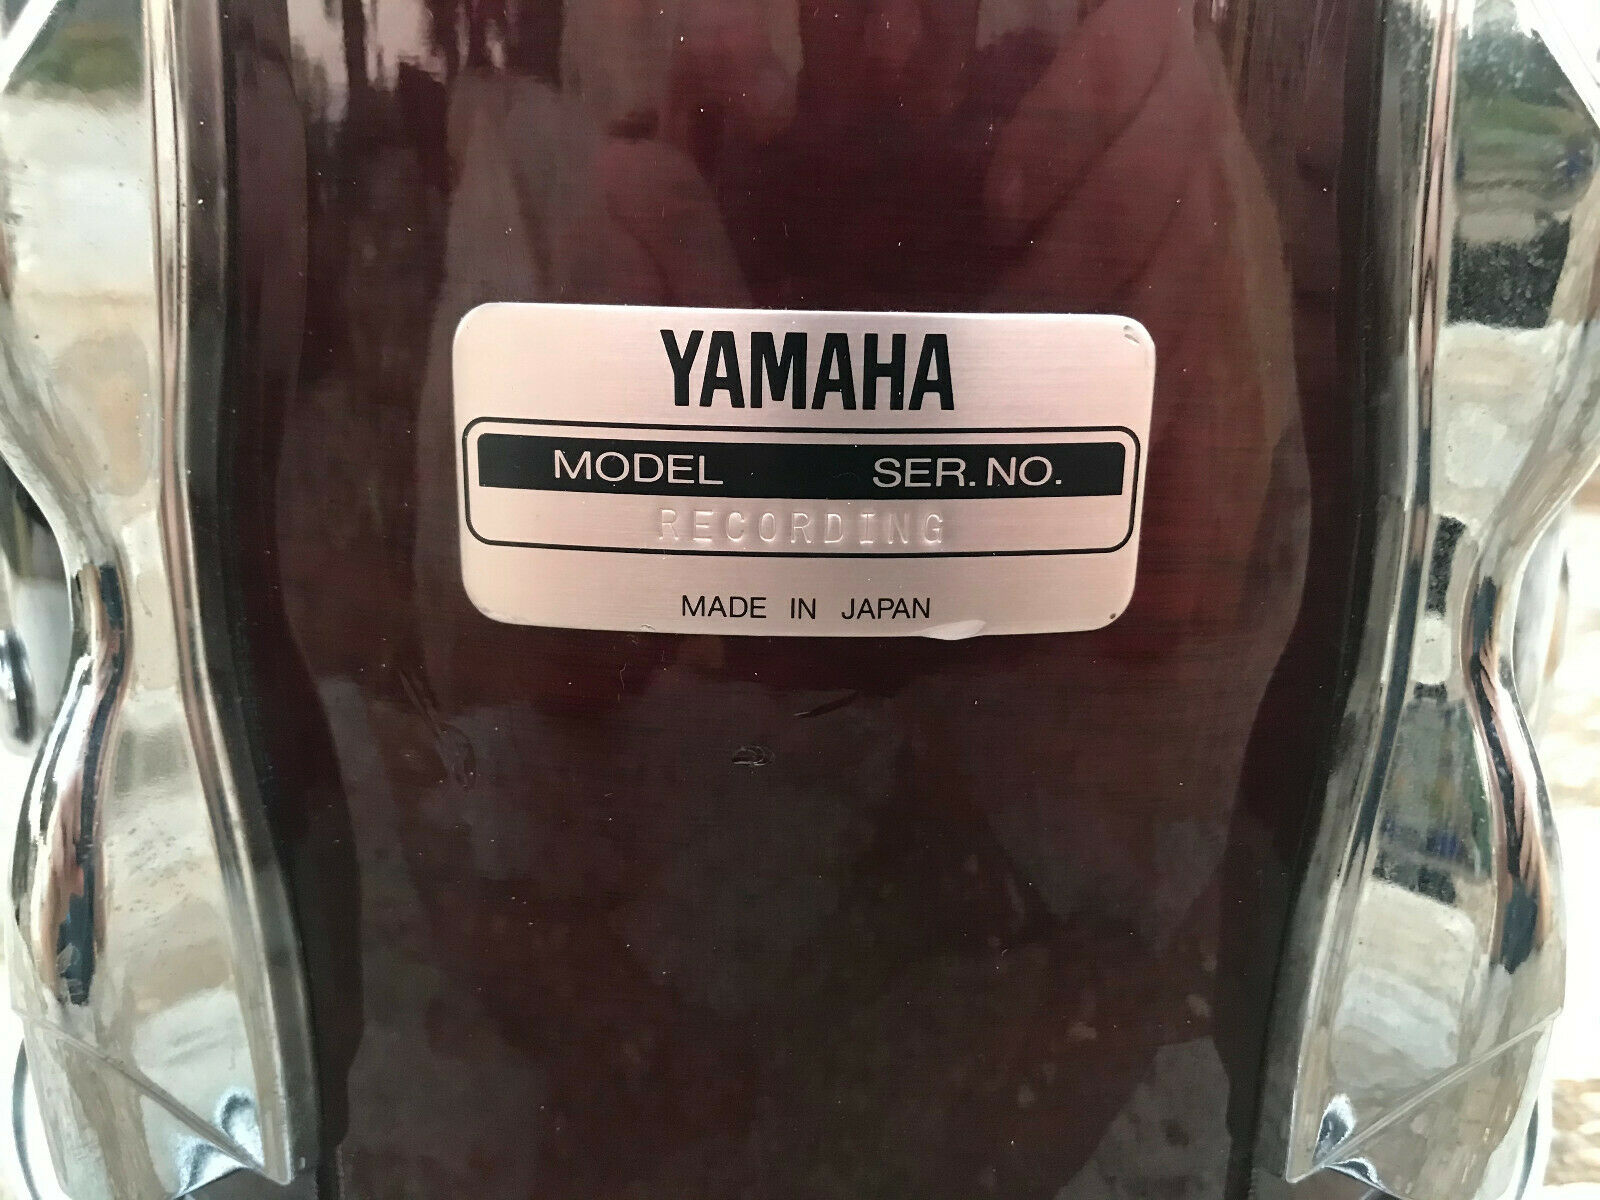 YAMAHA
MODEL SER. NO.
RECORDING
MADE IN JAPAN